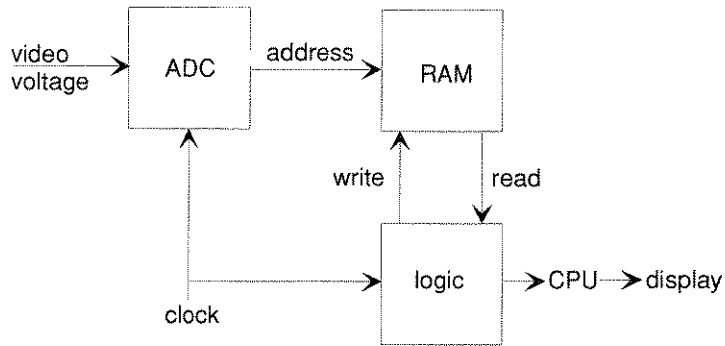 video
voltage
ADC
address
RAM
write
read
logic
CPU
display
clock